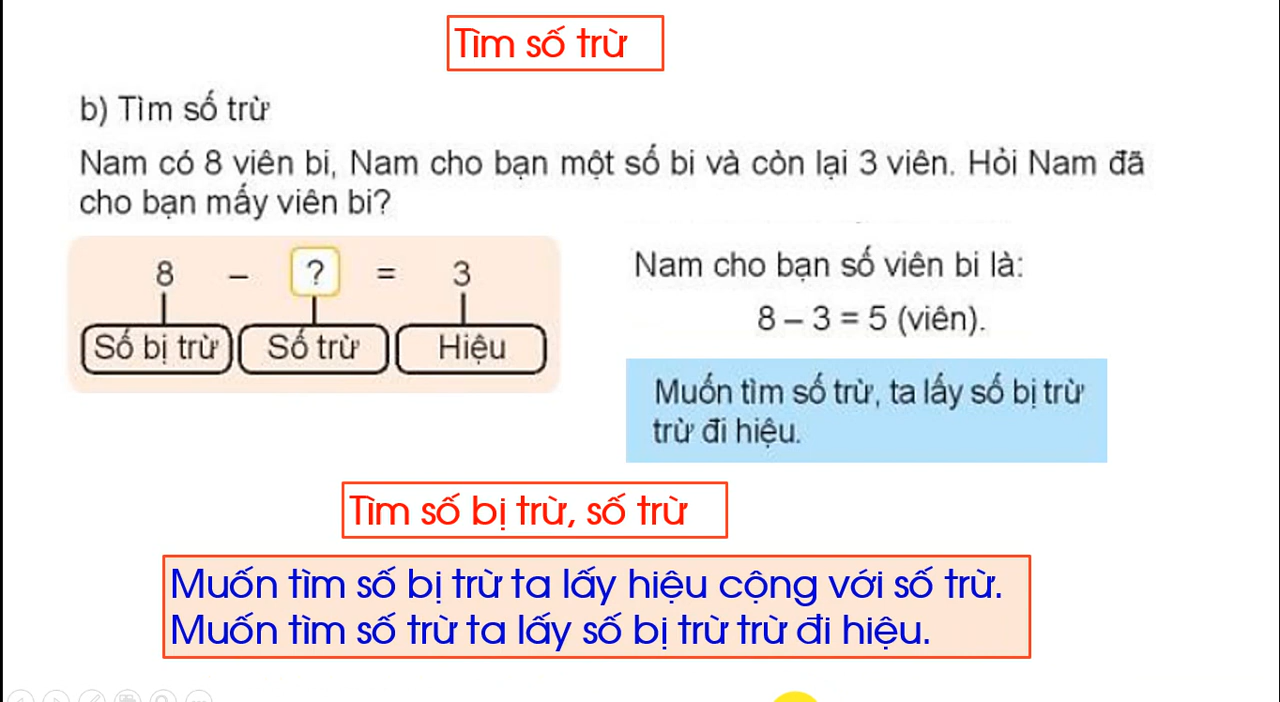 Tìm số trừ
b) Tìm số trừ
Nam có 8 viên bi, Nam cho bạn một số bi và còn lại 3 viên. Hỏi Nam đã
cho bạn mấy viên bi?
8 – ? = 3
Số bị trừ Số trừ Hiệu
Nam cho bạn số viên bi là:
8 – 3 = 5 (viên).
Muốn tìm số trừ, ta lấy số bị trừ
trừ đi hiệu.
Tìm số bị trừ, số trừ
Muốn tìm số bị trừ ta lấy hiệu cộng với số trừ.
Muốn tìm số trừ ta lấy số bị trừ trừ đi hiệu.